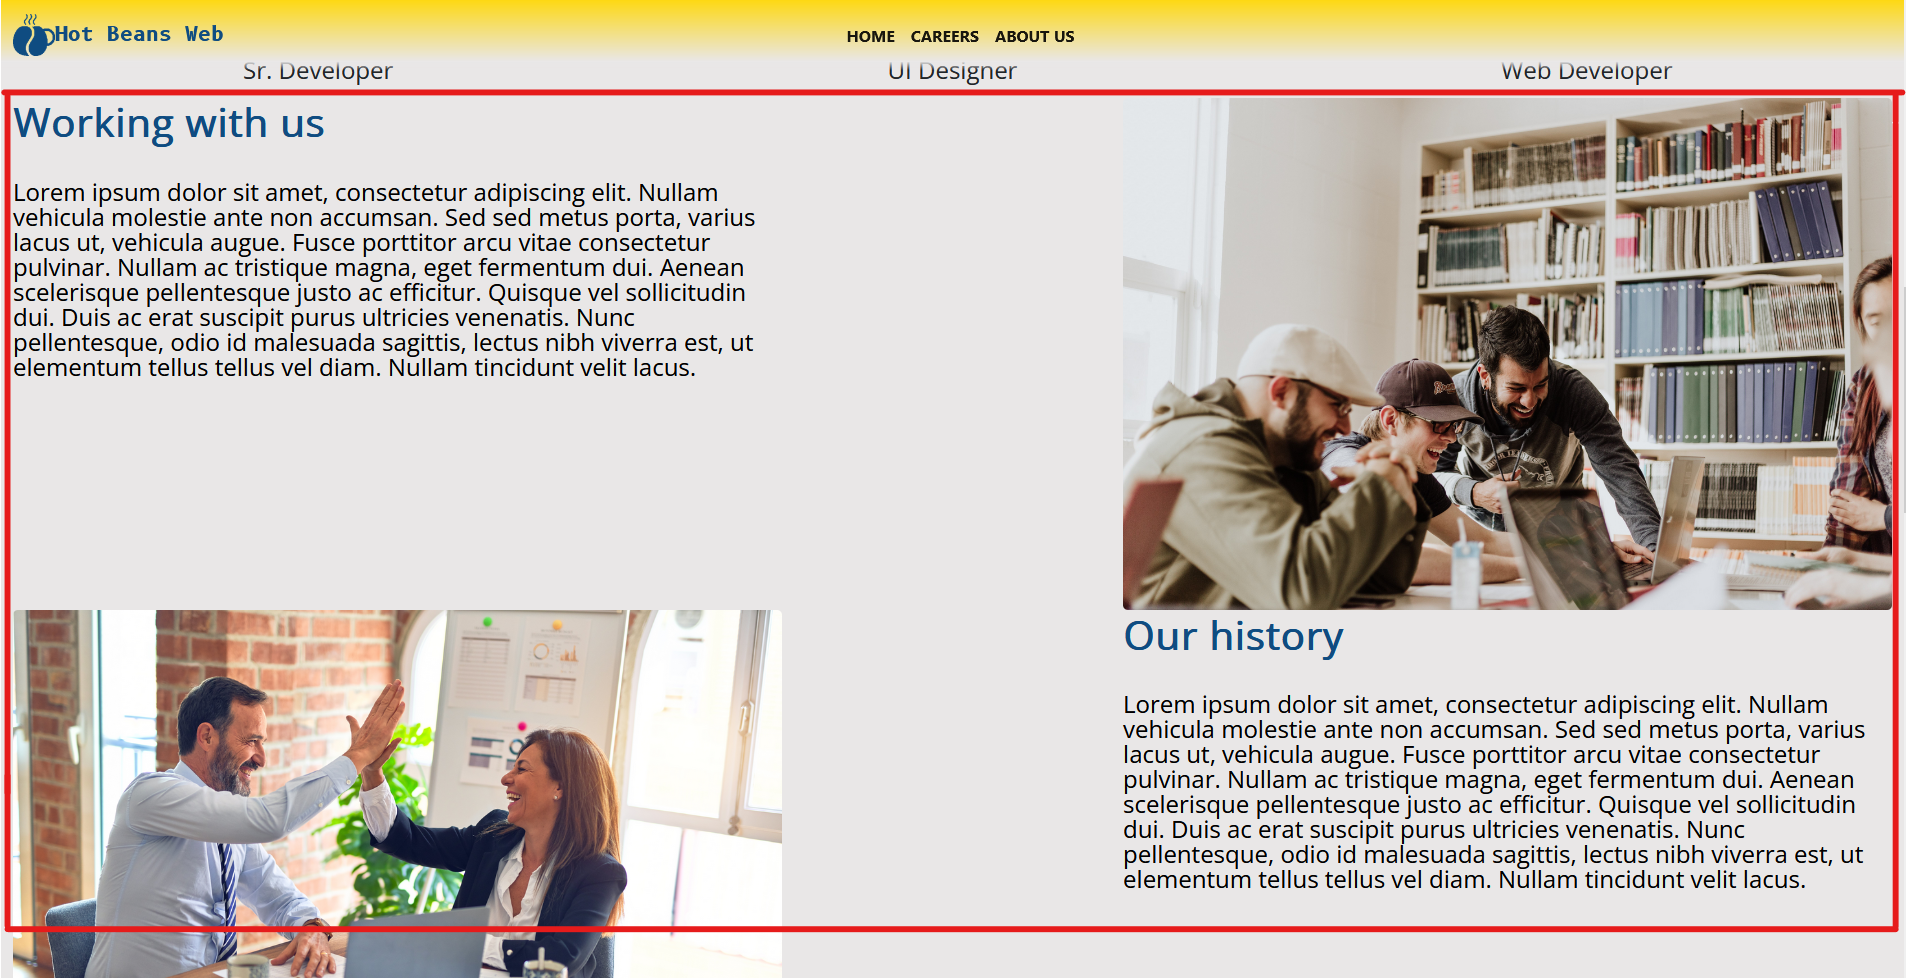 Hot Beans Web
HOME CAREERS ABOUT US
Sr. Developer
UI Designer
Web Developer
Working with us
Lorem ipsum dolor sit amet, consectetur adipiscing elit. Nullam
vehicula molestie ante non accumsan. Sed sed metus porta, varius
lacus ut, vehicula augue. Fusce porttitor arcu vitae consectetur
pulvinar. Nullam ac tristique magna, eget fermentum dui. Aenean
scelerisque pellentesque justo ac efficitur. Quisque vel sollicitudin
dui. Duis ac erat suscipit purus ultricies venenatis. Nunc
pellentesque, odio id malesuada sagittis, lectus nibh viverra est, ut
elementum tellus tellus vel diam. Nullam tincidunt velit lacus.
Our history
Lorem ipsum dolor sit amet, consectetur adipiscing elit. Nullam
vehicula molestie ante non accumsan. Sed sed metus porta, varius
lacus ut, vehicula augue. Fusce porttitor arcu vitae consectetur
pulvinar. Nullam ac tristique magna, eget fermentum dui. Aenean
scelerisque pellentesque justo ac efficitur. Quisque vel sollicitudin
dui. Duis ac erat suscipit purus ultricies venenatis. Nunc
pellentesque, odio id malesuada sagittis, lectus nibh viverra est, ut
elementum tellus tellus vel diam. Nullam tincidunt velit lacus.